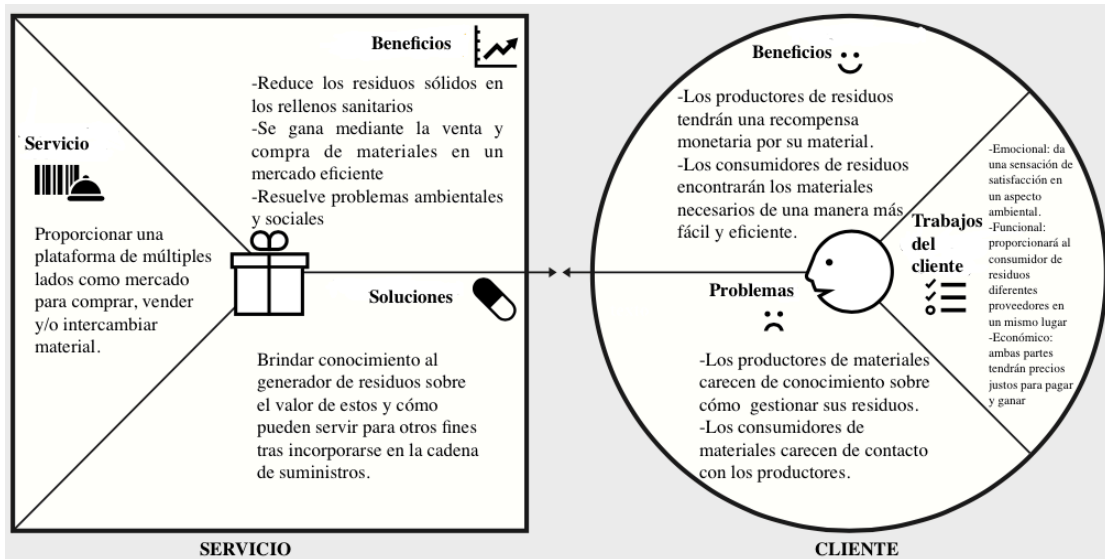 Servicio
Proporcionar una
plataforma de múltiples
lados como mercado
para comprar, vender
y/o intercambiar
material.
Beneficios
-Reduce los residuos sólidos en
los rellenos sanitarios
-Se gana mediante la venta y
compra de materiales en un
mercado eficiente
-Resuelve problemas ambientales
y sociales
Soluciones
Brindar conocimiento al
generador de residuos sobre
el valor de estos y cómo
pueden servir para otros fines
tras incorporarse en la cadena
de suministros.
SERVICIO
Beneficios
-Los productores de residuos
tendrán una recompensa
monetaria por su material.
-Los consumidores de residuos
encontrarán los materiales
necesarios de una manera más
fácil y eficiente.
Problemas
-Los productores de materiales
carecen de conocimiento sobre
cómo gestionar sus residuos.
-Los consumidores de
materiales carecen de contacto
con los productores.
Trabajos
del
cliente
-Emocional: da
una sensación de
satisfacción en
un aspecto
ambiental.
-Funcional:
proporcionará al
consumidor de
residuos
diferentes
proveedores en
un mismo lugar
-Económico:
ambas partes
tendrán precios
justos para pagar
y ganar
CLIENTE